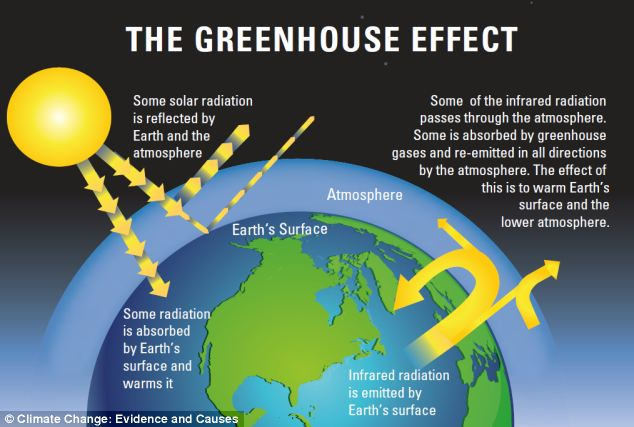 THE GREENHOUSE EFFECT
Some solar radiation
is reflected by
Earth and the
atmosphere
Some of the infrared radiation
passes through the atmosphere.
Some is absorbed by greenhouse
gases and re-emitted in all directions
by the atmosphere. The effect of
this is to warm Earth's
surface and the
lower atmosphere.
Atmosphere
Earth's Surface
Some radiation
is absorbed
by Earth's
surface and
warms it
Infrared radiation
is emitted by
Earth's surface
© Climate Change: Evidence and Causes